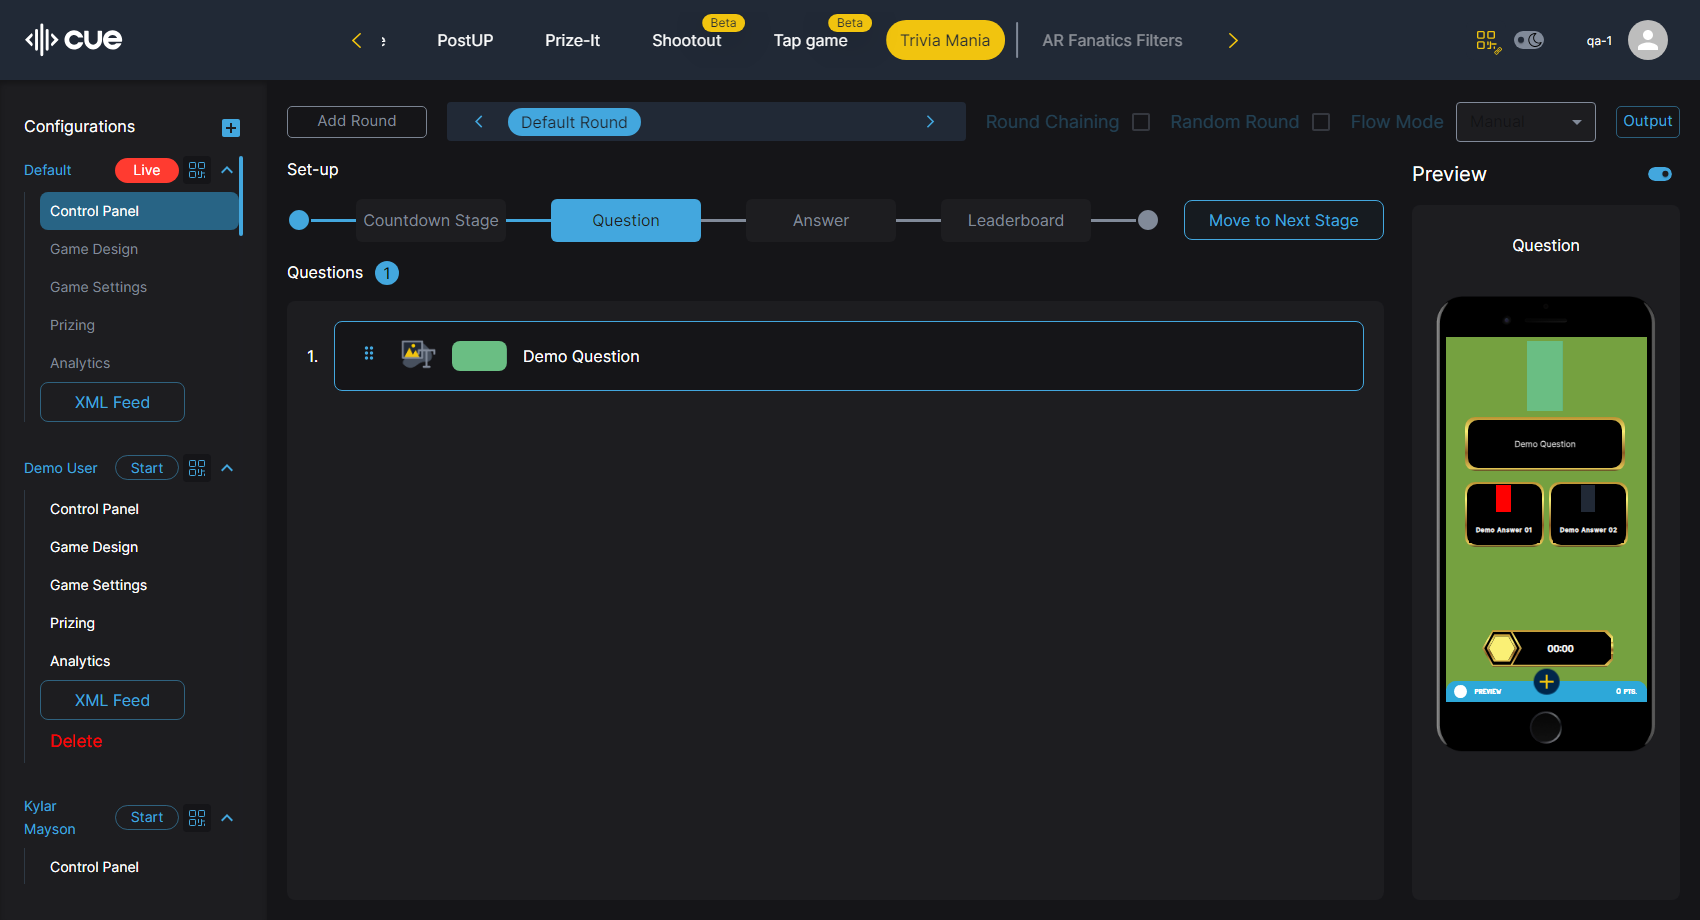 cue
PostUP
Prize-It
Beta
Shootout
Beta
Tap game
Trivia Mania
AR Fanatics Filters
qa-1
Configurations
Default
Live
Control Panel
Game Design
Game Settings
Prizing
Analytics
XML Feed
Demo User
Start
Control Panel
Game Design
Game Settings
Prizing
Analytics
XML Feed
Delete
Kylar
Mayson
Start
Control Panel
Add Round
Default Round
Round Chaining
Random Round
Flow Mode
Manual
Output
Set-up
Countdown Stage
Question
Answer
Leaderboard
Move to Next Stage
Questions 1
1.
Demo Question
Preview
Question
Demo Question
Demo Answer 01
Demo Answer 02
00:00
PREVIEW
0 PTS.